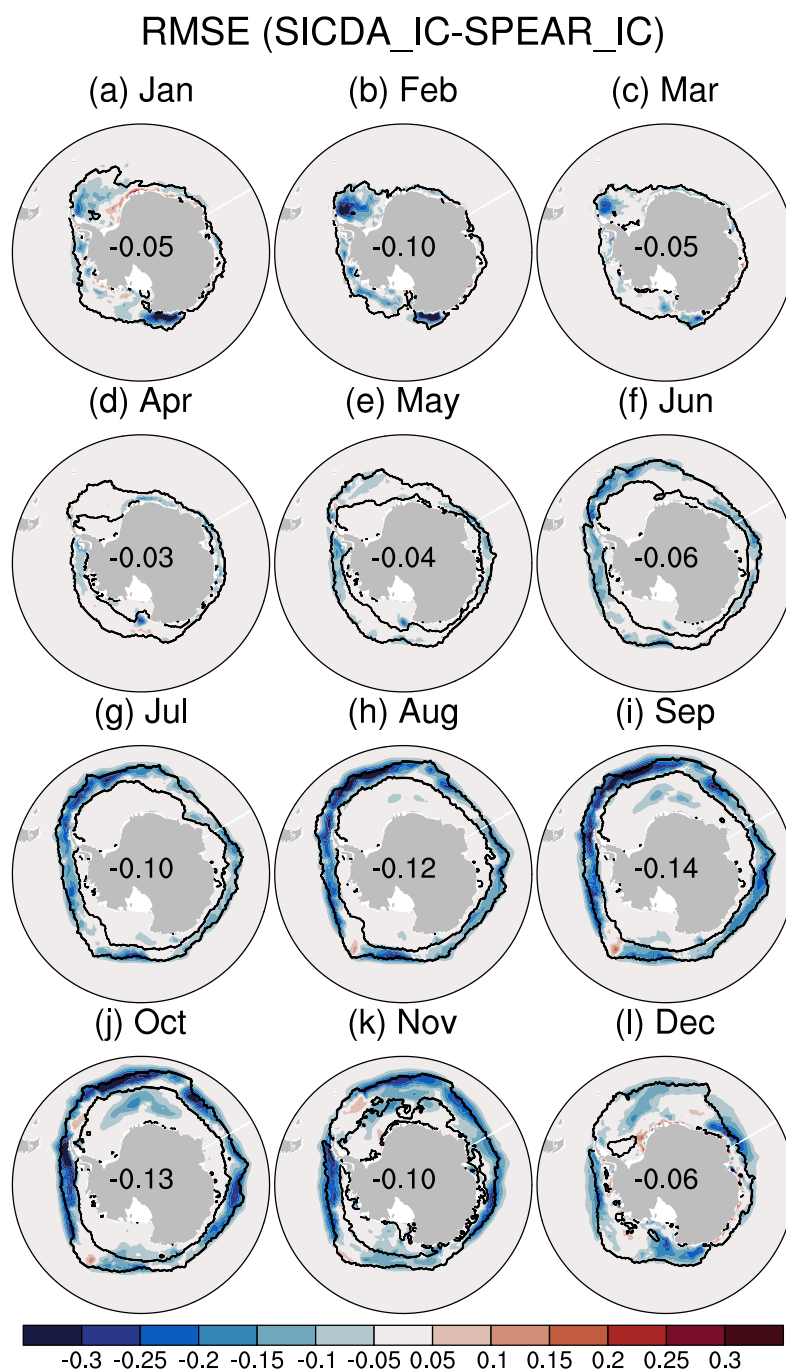 RMSE (SICDA_IC-SPEAR_IC)
(a) Jan (b) Feb (c) Mar
-0.05 -0.10 -0.05
(d) Apr (e) May (f) Jun
-0.03 -0.04 -0.06
(g) Jul (h) Aug (i) Sep
-0.10 -0.12 -0.14
(j) Oct (k) Nov (l) Dec
-0.13 -0.10 -0.06
-0.3 -0.25 -0.2 -0.15 -0.1 -0.05 0.05 0.1 0.15 0.2 0.25 0.3